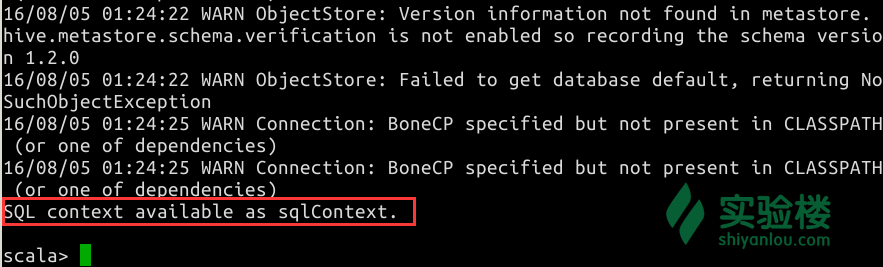 16/08/05 01:24:22 WARN ObjectStore: Version information not found in metastore.
hive.metastore.schema.verification is not enabled so recording the schema versio
n 1.2.0
16/08/05 01:24:22 WARN ObjectStore: Failed to get database default, returning No
SuchObjectException
16/08/05 01:24:25 WARN Connection: BoneCP specified but not present in CLASSPATH
 (or one of dependencies)
16/08/05 01:24:25 WARN Connection: BoneCP specified but not present in CLASSPATH
 (or one of dependencies)
SQL context available as sqlContext.
实验楼
shiyanlou.com
scala>